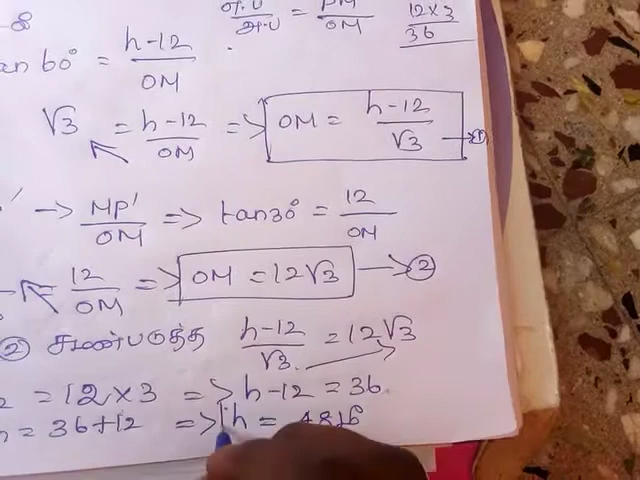 எ.ப / அ.ப = PM / OM
12×3
36
an 60° = h-12 / OM
√3 = h-12 / OM => OM = h-12 / √3 → ①
→ MP' / OM => tan 30° = 12 / OM
= 12 / OM => OM = 12√3 → ②
② சமன்படுத்த h-12 / √3 = 12√3
= 12×3 => h-12 = 36
h = 36+12 => h = 48மீ